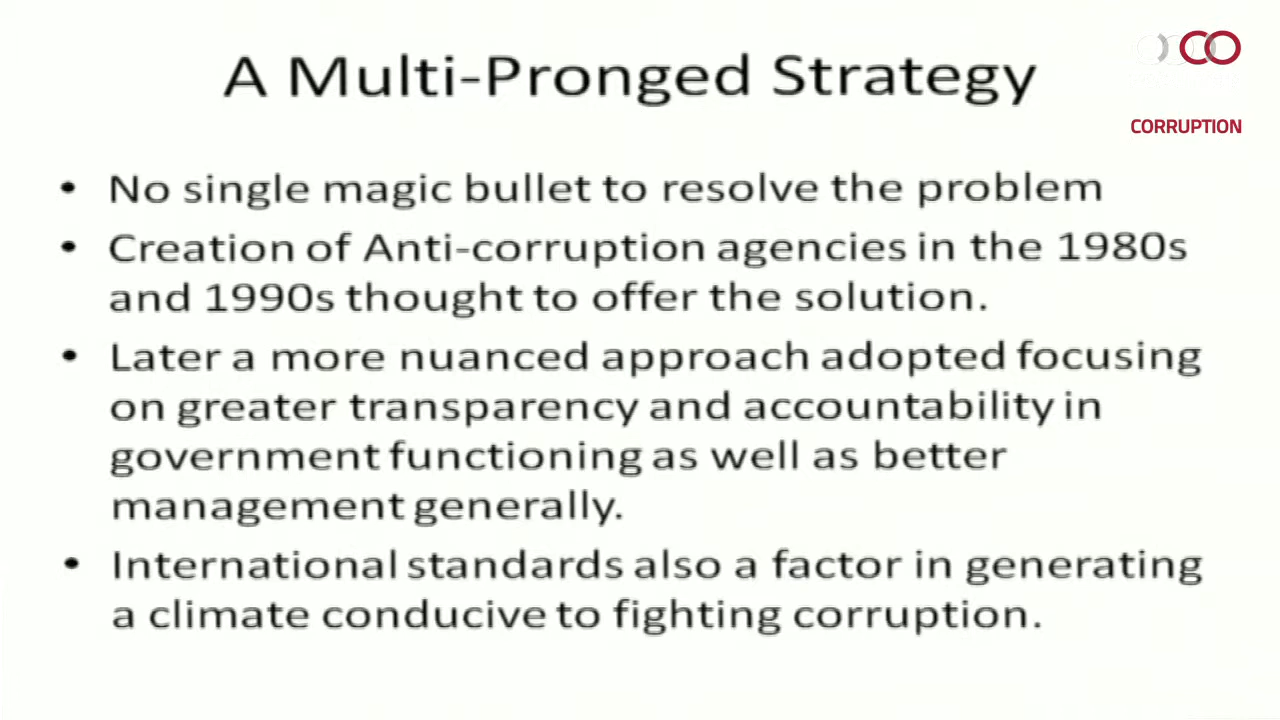 A Multi-Pronged Strategy
CORRUPTION
• No single magic bullet to resolve the problem
• Creation of Anti-corruption agencies in the 1980s
and 1990s thought to offer the solution.
• Later a more nuanced approach adopted focusing
on greater transparency and accountability in
government functioning as well as better
management generally.
• International standards also a factor in generating
a climate conducive to fighting corruption.